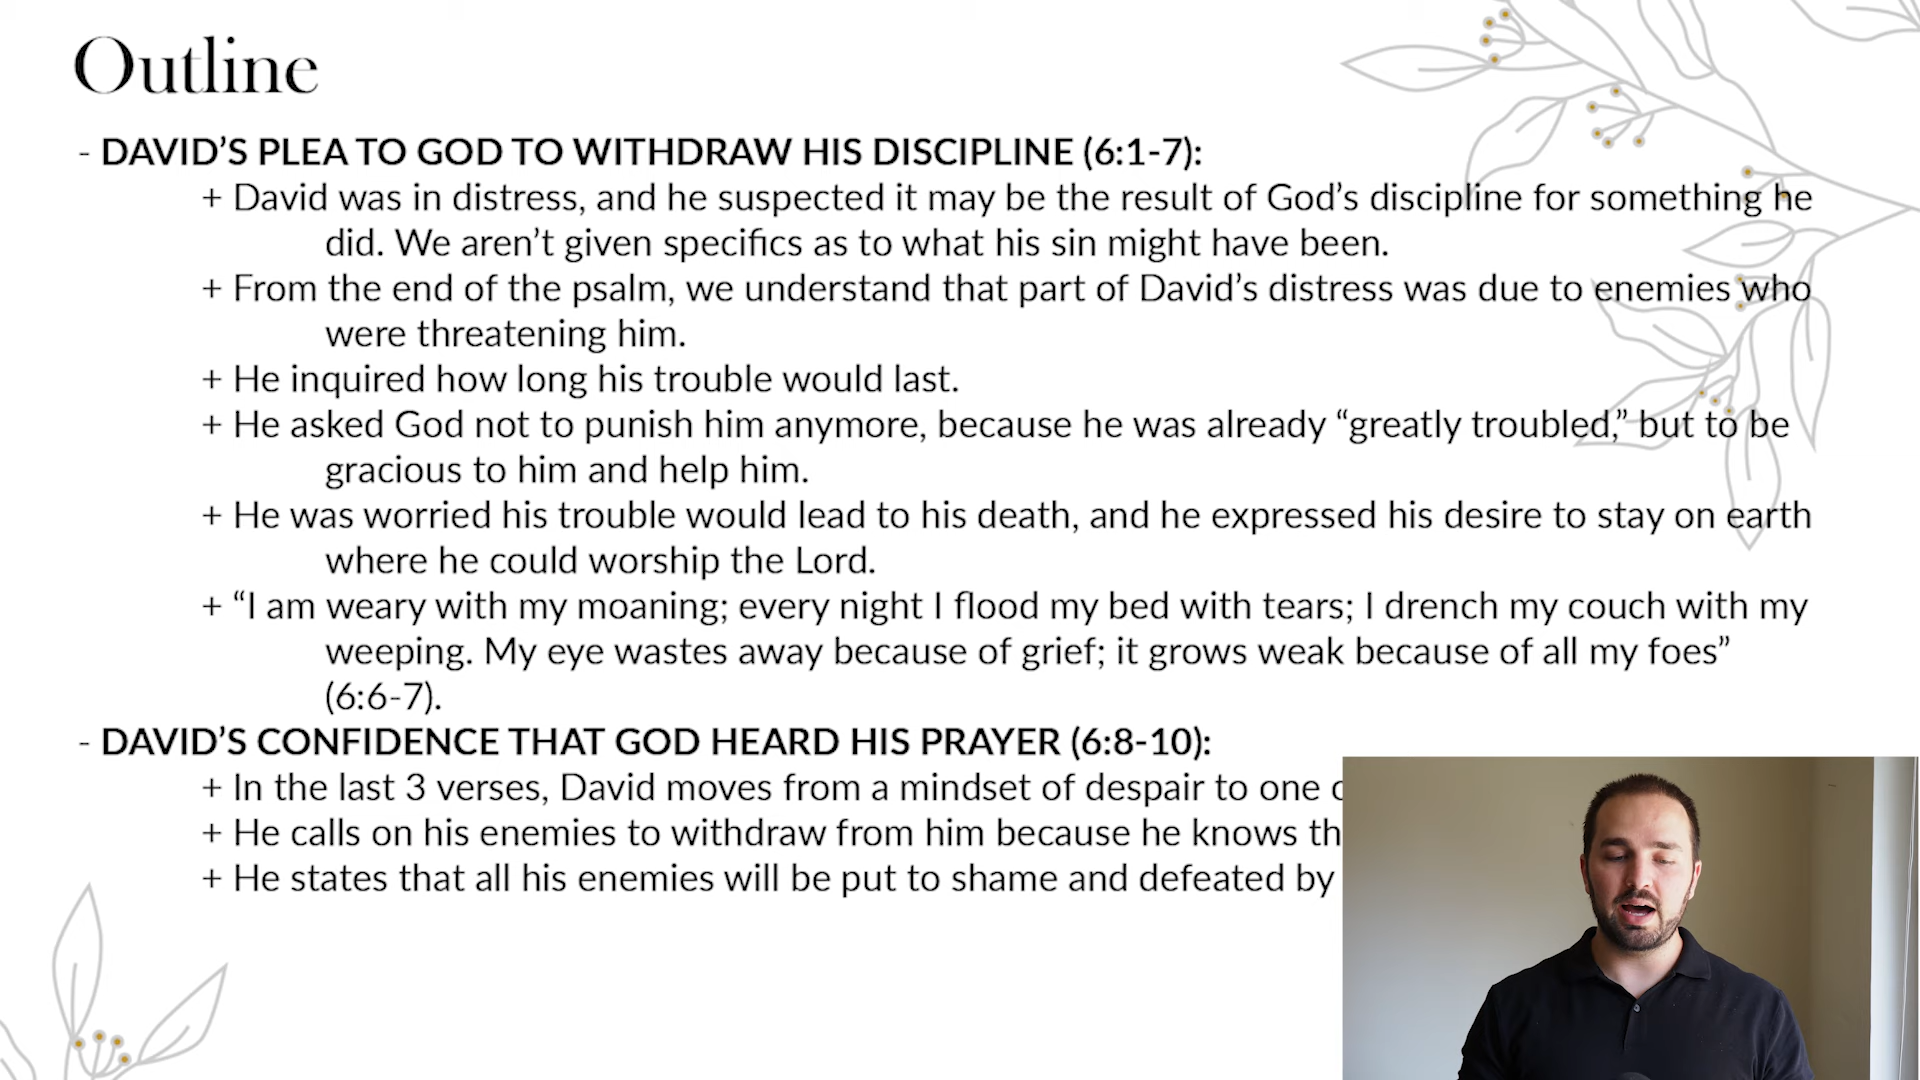 Outline
- DAVID’S PLEA TO GOD TO WITHDRAW HIS DISCIPLINE (6:1-7):
+ David was in distress, and he suspected it may be the result of God’s discipline for something he
did. We aren’t given specifics as to what his sin might have been.
+ From the end of the psalm, we understand that part of David’s distress was due to enemies who
were threatening him.
+ He inquired how long his trouble would last.
+ He asked God not to punish him anymore, because he was already “greatly troubled,” but to be
gracious to him and help him.
+ He was worried his trouble would lead to his death, and he expressed his desire to stay on earth
where he could worship the Lord.
+ “I am weary with my moaning; every night I flood my bed with tears; I drench my couch with my
weeping. My eye wastes away because of grief; it grows weak because of all my foes”
(6:6-7).
- DAVID’S CONFIDENCE THAT GOD HEARD HIS PRAYER (6:8-10):
+ In the last 3 verses, David moves from a mindset of despair to one
+ He calls on his enemies to withdraw from him because he knows
+ He states that all his enemies will be put to shame and defeated by